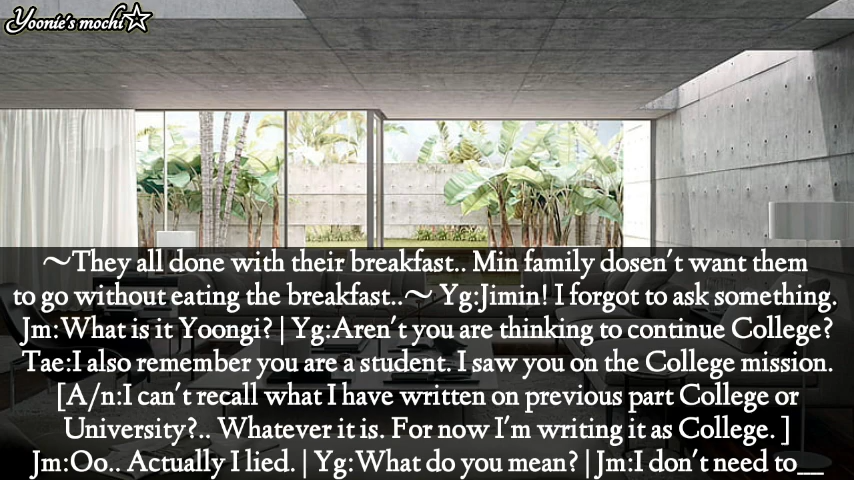 Yoonie's mochi☆
～They all done with their breakfast.. Min family dosen't want them
to go without eating the breakfast..～ Yg:Jimin! I forgot to ask something.
Jm:What is it Yoongi? | Yg:Aren't you are thinking to continue College?
Tae:I also remember you are a student. I saw you on the College mission.
[A/n:I can't recall what I have written on previous part College or
University?.. Whatever it is. For now I'm writing it as College. ]
Jm:Oo.. Actually I lied. | Yg:What do you mean? | Jm:I don't need to__